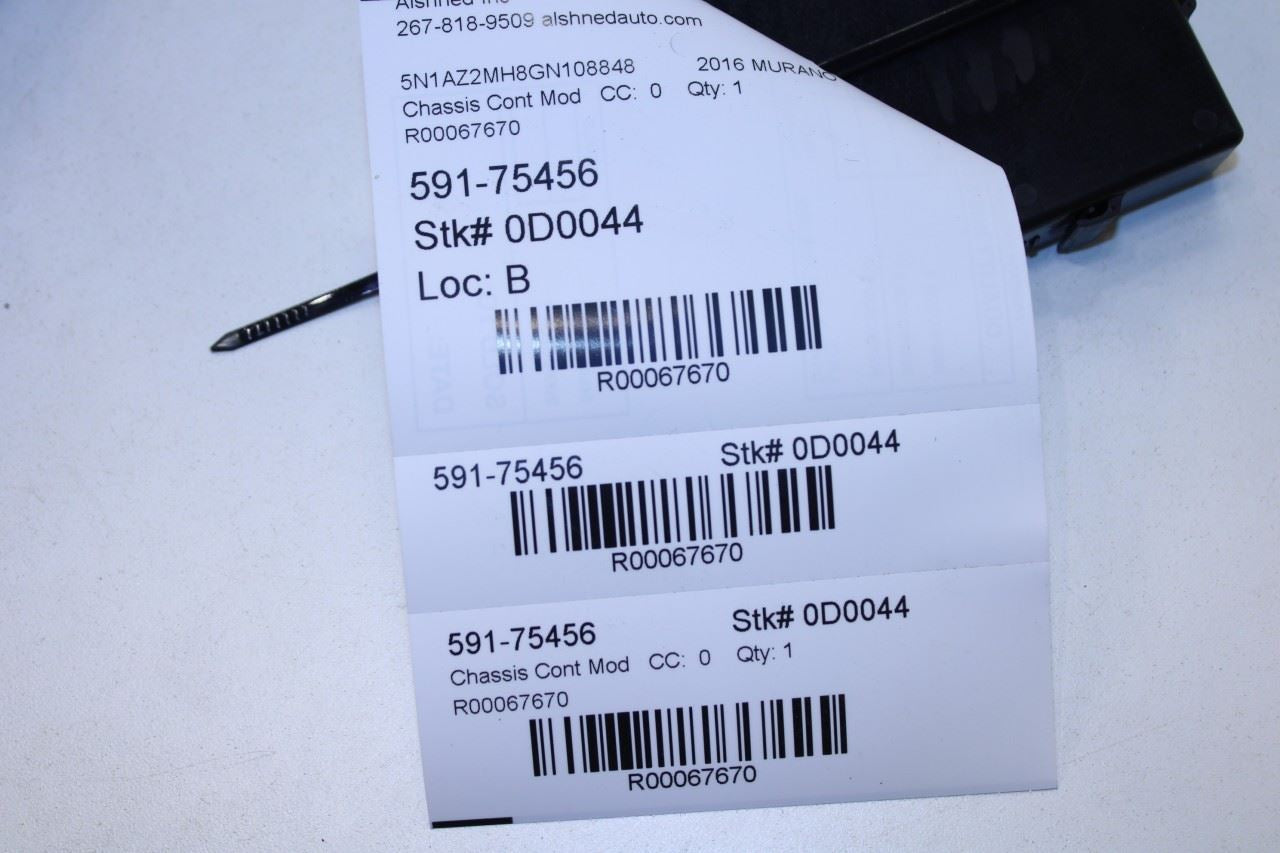 Alshned Inc
267-818-9509 alshnedauto.com
5N1AZ2MH8GN108848 2016 MURANO
Chassis Cont Mod CC: 0 Qty: 1
R00067670
591-75456
Stk# 0D0044
Loc: B
R00067670
591-75456 Stk# 0D0044
R00067670
591-75456 Stk# 0D0044
Chassis Cont Mod CC: 0 Qty: 1
R00067670
R00067670